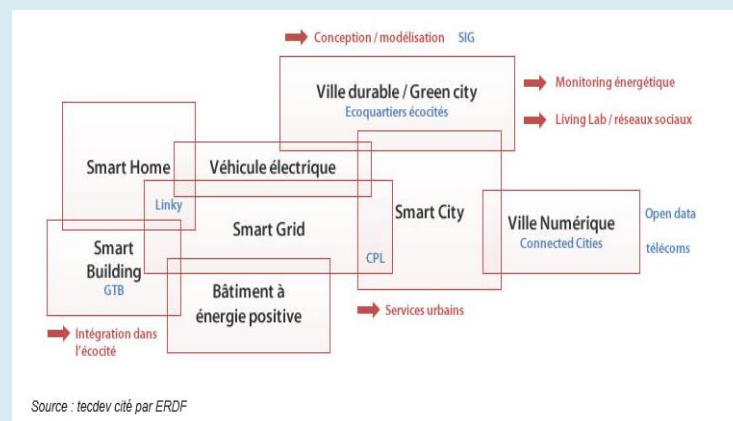 Conception / modélisation SIG
Ville durable / Green city
Ecoquartiers écocités
Monitoring énergétique
Living Lab / réseaux sociaux
Smart Home
Véhicule électrique
Linky
Smart Grid
Smart City
Ville Numérique
Connected Cities
Open data
télécoms
Smart
Building
GTB
CPL
Bâtiment à
énergie positive
Services urbains
Intégration dans
l'écocité
Source : tecdev cité par ERDF